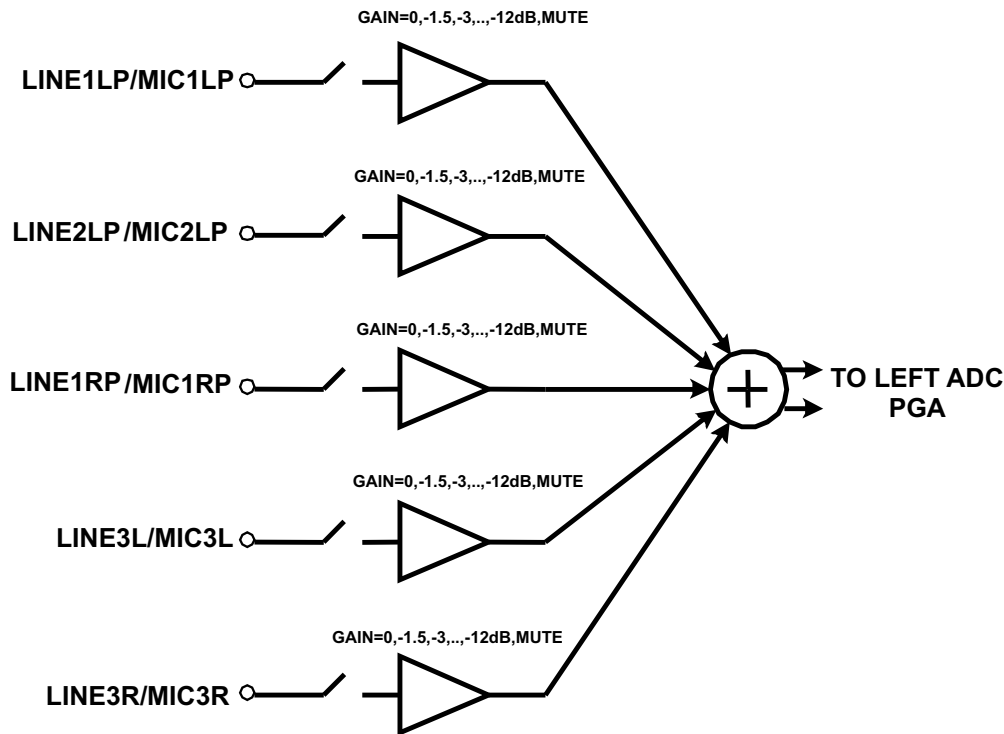 GAIN=0,-1.5,-3,..,-12dB,MUTE
LINE1LP/MIC1LP
GAIN=0,-1.5,-3,..,-12dB,MUTE
LINE2LP/MIC2LP
GAIN=0,-1.5,-3,..,-12dB,MUTE
LINE1RP/MIC1RP
TO LEFT ADC
PGA
GAIN=0,-1.5,-3,..,-12dB,MUTE
LINE3L/MIC3L
GAIN=0,-1.5,-3,..,-12dB,MUTE
LINE3R/MIC3R